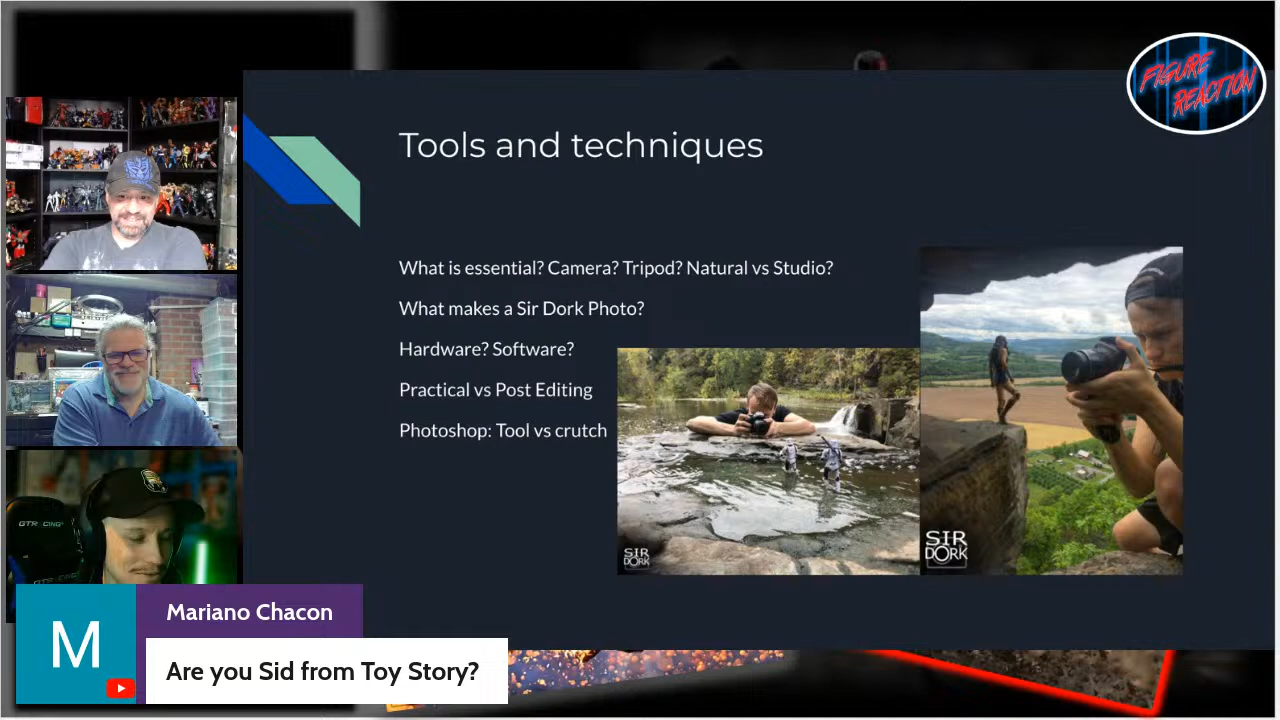 FIGURE
REACTION
Tools and techniques
What is essential? Camera? Tripod? Natural vs Studio?
What makes a Sir Dork Photo?
Hardware? Software?
Practical vs Post Editing
Photoshop: Tool vs crutch
SIR
DORK
SIR
DORK
GTRACING
M
Mariano Chacon
Are you Sid from Toy Story?